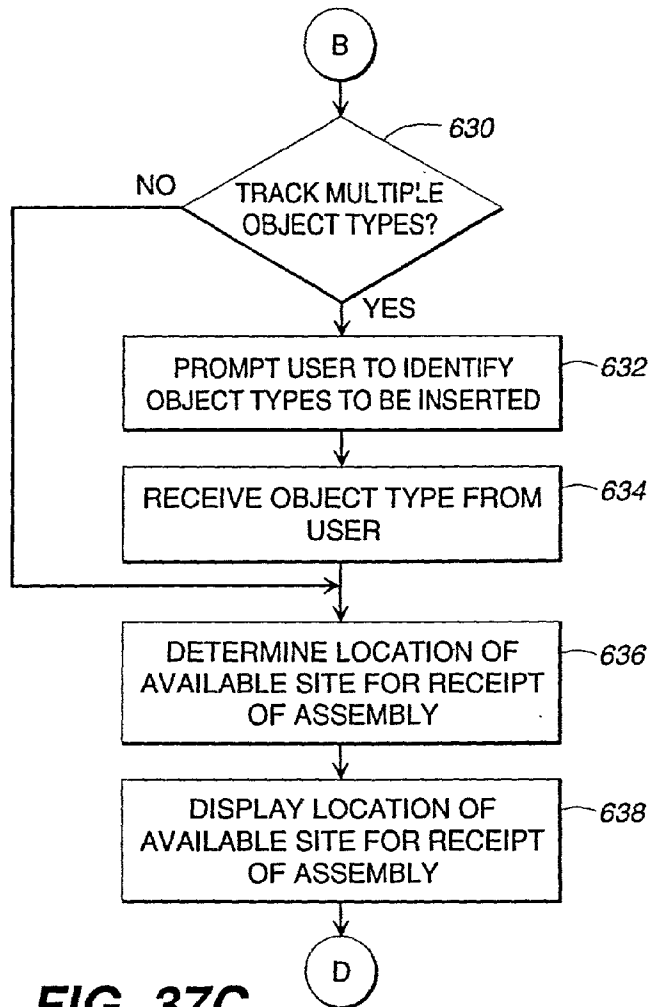 B
630
NO
TRACK MULTIPLE
OBJECT TYPES?
YES
PROMPT USER TO IDENTIFY
OBJECT TYPES TO BE INSERTED
632
RECEIVE OBJECT TYPE FROM
USER
634
DETERMINE LOCATION OF
AVAILABLE SITE FOR RECEIPT
OF ASSEMBLY
636
DISPLAY LOCATION OF
AVAILABLE SITE FOR RECEIPT
OF ASSEMBLY
638
D
FIG. 37C